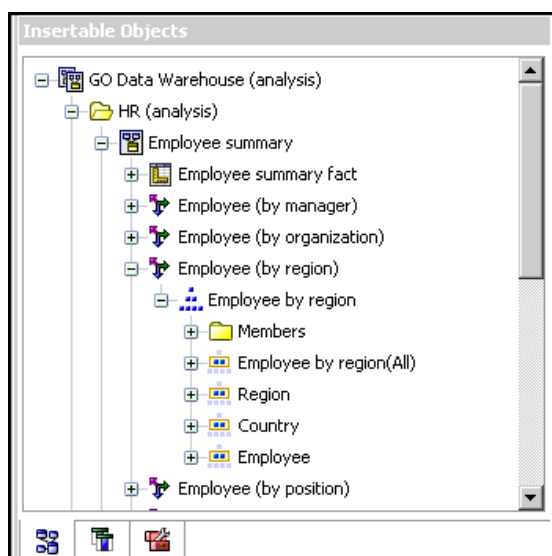 Insertable Objects
GO Data Warehouse (analysis)
HR (analysis)
Employee summary
Employee summary fact
Employee (by manager)
Employee (by organization)
Employee (by region)
Employee by region
Members
Employee by region(All)
Region
Country
Employee
Employee (by position)